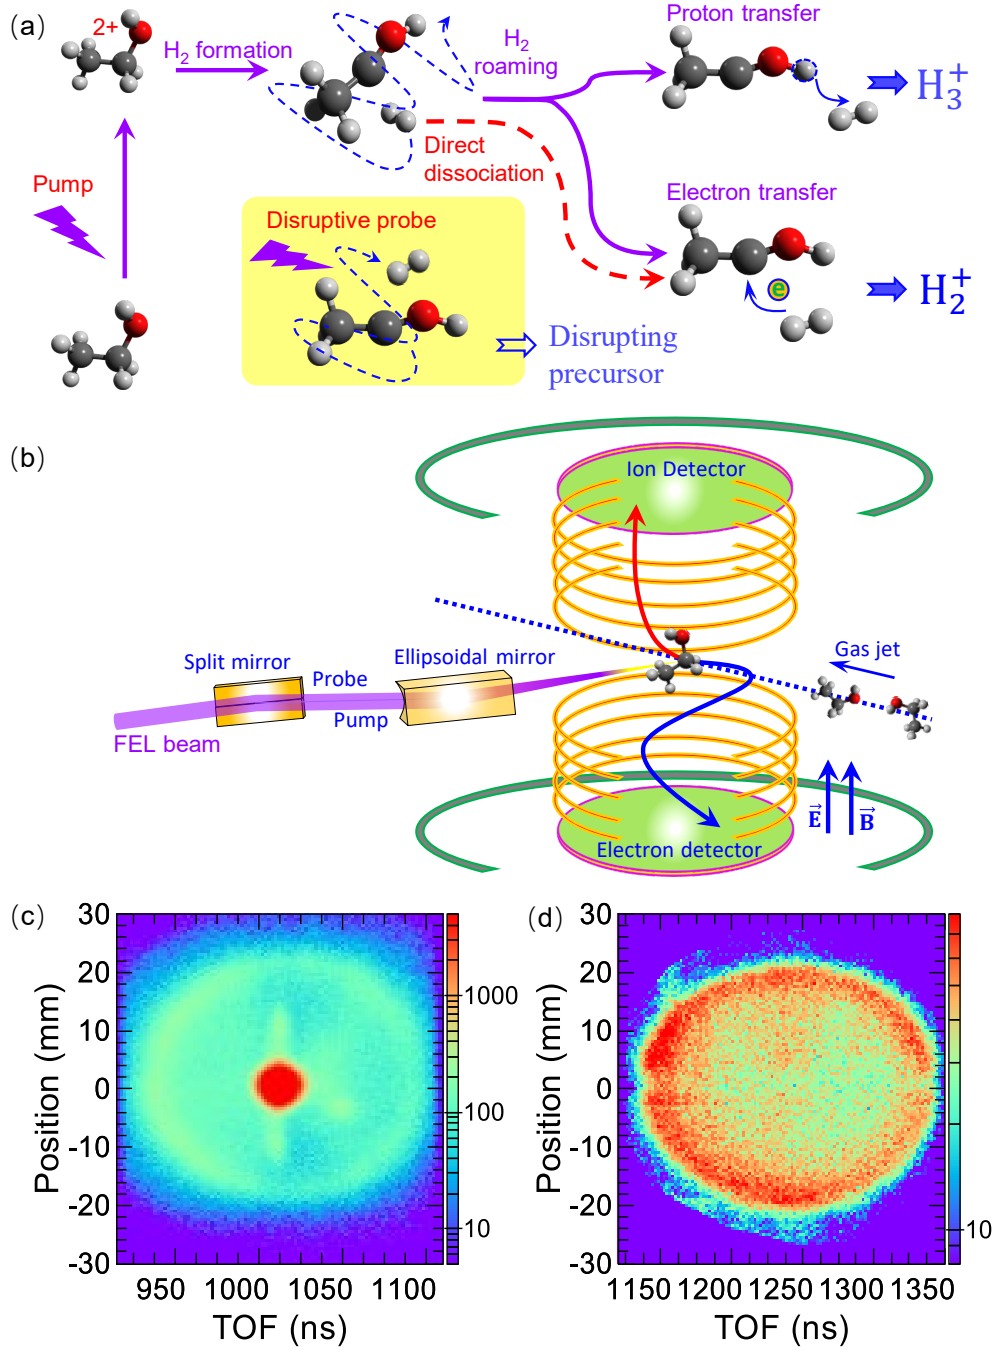 (a)
2+
H2 formation
H2
roaming
Proton transfer
H3+
Pump
Direct
dissociation
Disruptive probe
Electron transfer
e
H2+
Disrupting
precursor
(b)
Ion Detector
Split mirror
Probe
Ellipsoidal mirror
Pump
FEL beam
Gas jet
E
B
Electron detector
(c)
30
20
10
0
-10
-20
-30
Position (mm)
950 1000 1050 1100
TOF (ns)
1000
100
10
(d)
30
20
10
0
-10
-20
-30
Position (mm)
1150 1200 1250 1300 1350
TOF (ns)
10